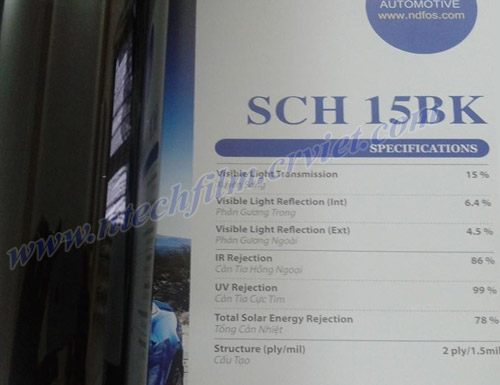 AUTOMOTIVE
www.ndfos.com
SCH 15BK
SPECIFICATIONS
Visible Light Transmission 15 %
Visible Light Reflection (Int) 6.4 %
Phản Gương Trong
Visible Light Reflection (Ext) 4.5 %
Phản Gương Ngoài
IR Rejection 86 %
Cản Tia Hồng Ngoại
UV Rejection 99 %
Cản Tia Cực Tím
Total Solar Energy Rejection 78 %
Tổng Cản Nhiệt
Structure (ply/mil) 2 ply/1.5mil
Cấu Tạo
www.ntechfilm.crviet.com